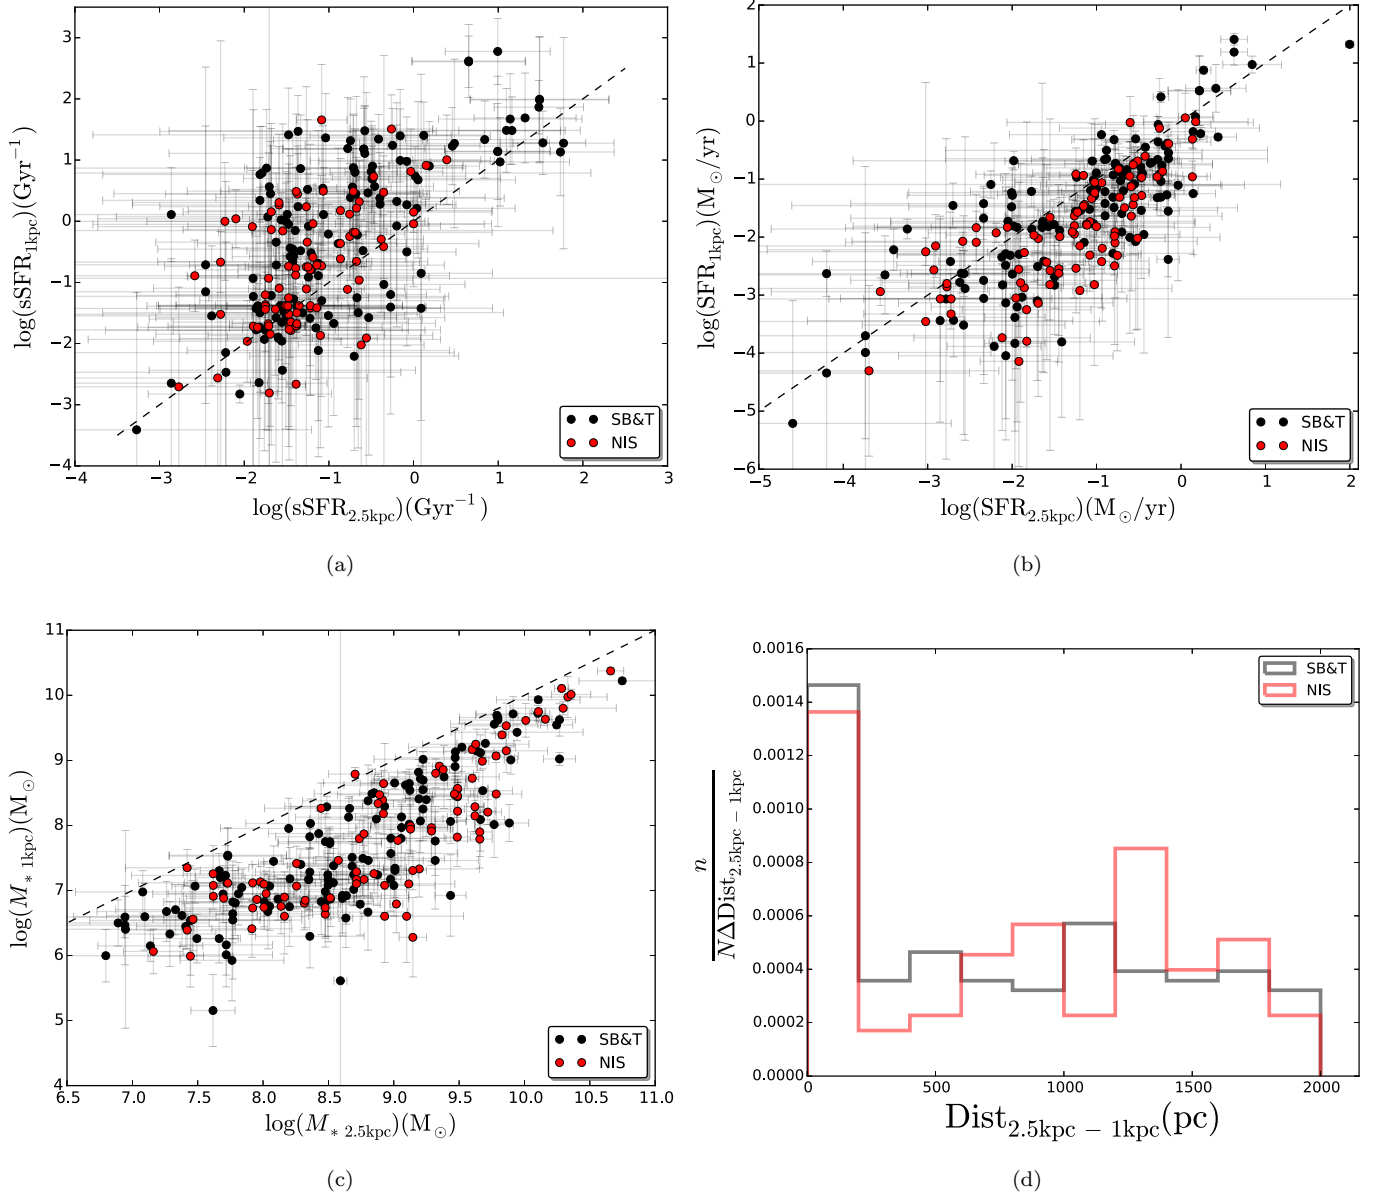 3
2
1
0
−1
−2
−3
−4
−4 −3 −2 −1 0 1 2 3
log(sSFR1kpc)(Gyr−1)
log(sSFR2.5kpc)(Gyr−1)
SB&T
NIS
(a)
2
1
0
−1
−2
−3
−4
−5
−6
−5 −4 −3 −2 −1 0 1 2
log(SFR1kpc)(M⊙/yr)
log(SFR2.5kpc)(M⊙/yr)
SB&T
NIS
(b)
11
10
9
8
7
6
5
4
6.5 7.0 7.5 8.0 8.5 9.0 9.5 10.0 10.5 11.0
log(M* 1kpc)(M⊙)
log(M* 2.5kpc)(M⊙)
SB&T
NIS
(c)
0.0016
0.0014
0.0012
0.0010
0.0008
0.0006
0.0004
0.0002
0.0000
0 500 1000 1500 2000
n
NΔDist2.5kpc − 1kpc
Dist2.5kpc − 1kpc(pc)
SB&T
NIS
(d)